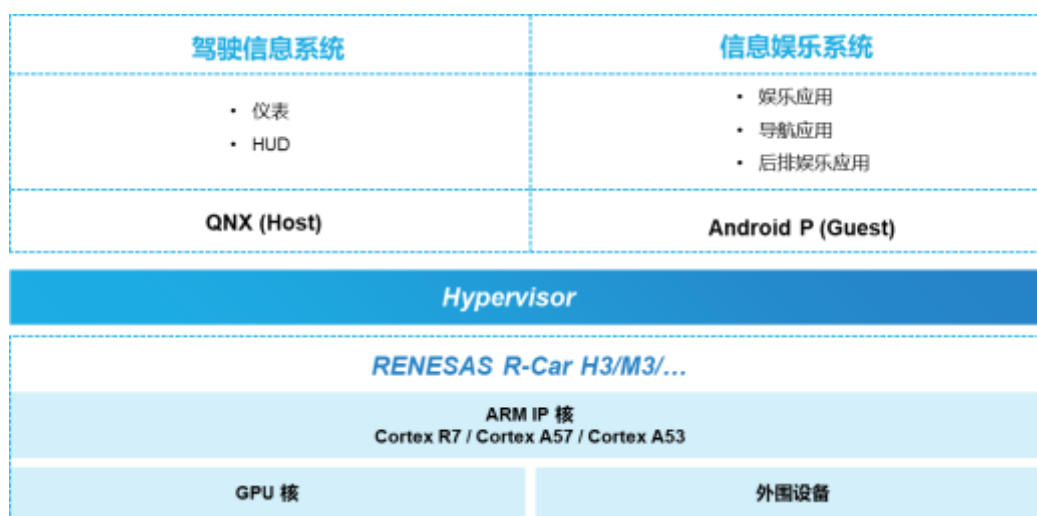 驾驶信息系统
信息娱乐系统
• 仪表
• HUD
• 娱乐应用
• 导航应用
• 后排娱乐应用
QNX (Host)
Android P (Guest)
Hypervisor
RENESAS R-Car H3/M3/...
ARM IP 核
Cortex R7 / Cortex A57 / Cortex A53
GPU 核
外围设备